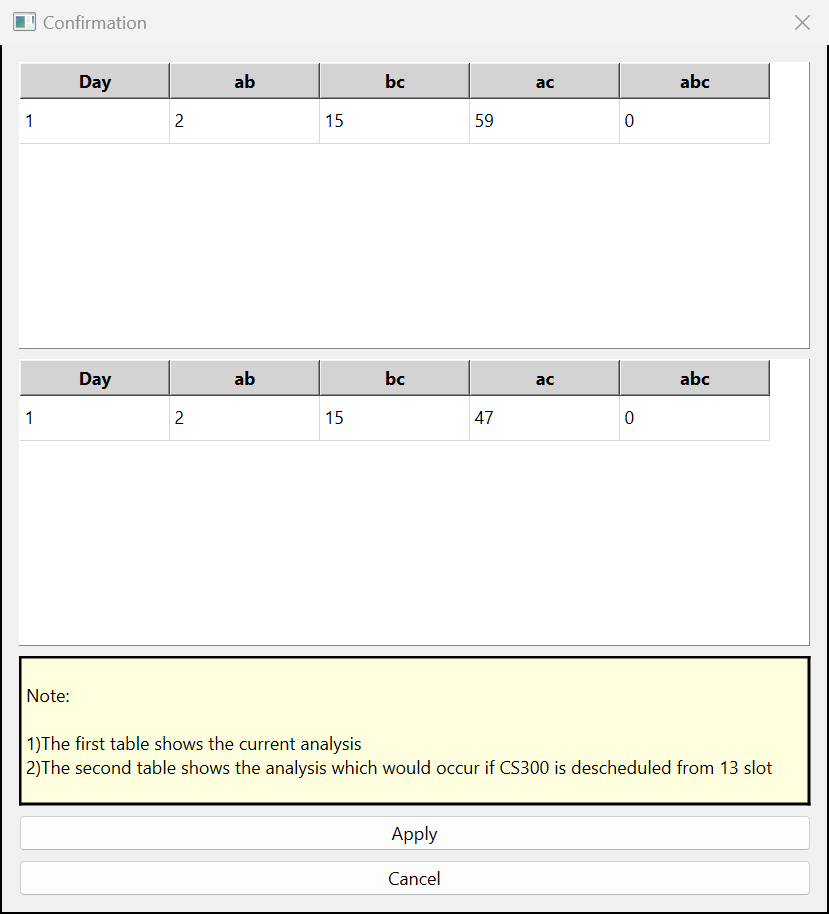 Confirmation
Day ab bc ac abc
1 2 15 59 0
Day ab bc ac abc
1 2 15 47 0
Note:
1)The first table shows the current analysis
2)The second table shows the analysis which would occur if CS300 is descheduled from 13 slot
Apply
Cancel